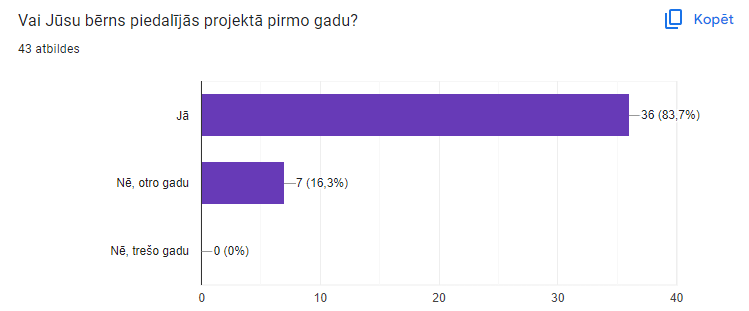 Vai Jūsu bērns piedalījās projektā pirmo gadu?
Kopēt
43 atbildes
Jā
36 (83,7%)
Nē, otro gadu
7 (16,3%)
Nē, trešo gadu
0 (0%)
0 10 20 30 40